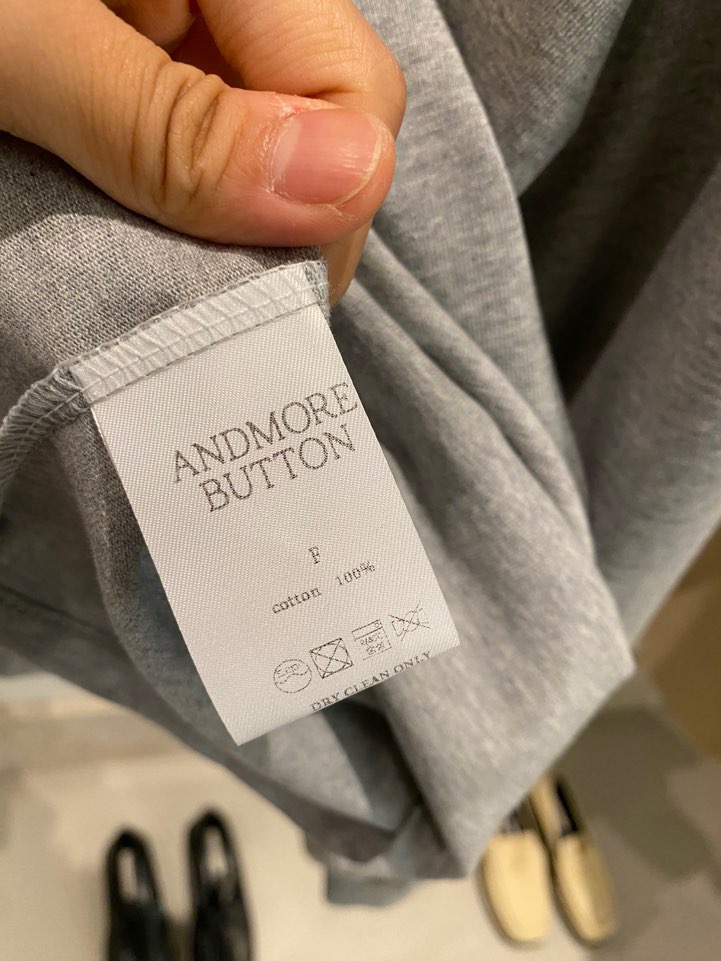 ANDMORE
BUTTON
F
cotton 100%
DRY CLEAN ONLY